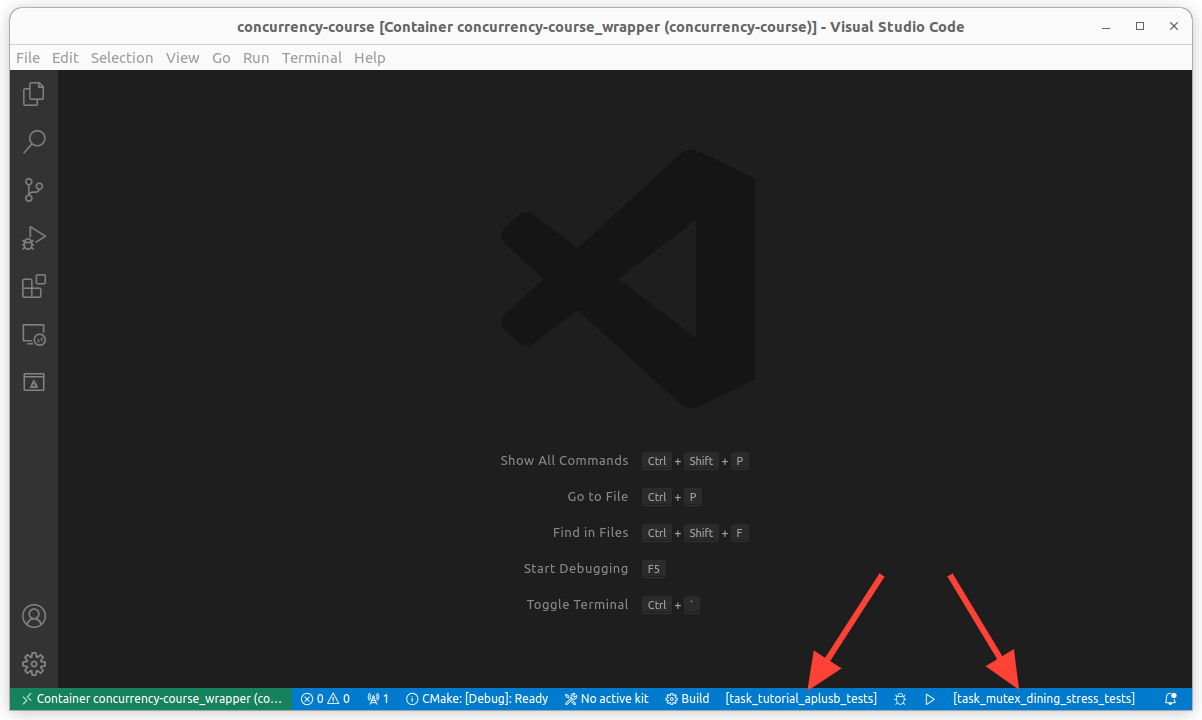 concurrency-course [Container concurrency-course_wrapper (concurrency-course)] - Visual Studio Code
File Edit Selection View Go Run Terminal Help
Show All Commands Ctrl + Shift + P
Go to File Ctrl + P
Find in Files Ctrl + Shift + F
Start Debugging F5
Toggle Terminal Ctrl + `
Container concurrency-course_wrapper (co... 0 0 1 CMake: [Debug]: Ready No active kit Build [task_tutorial_aplusb_tests] [task_mutex_dining_stress_tests]